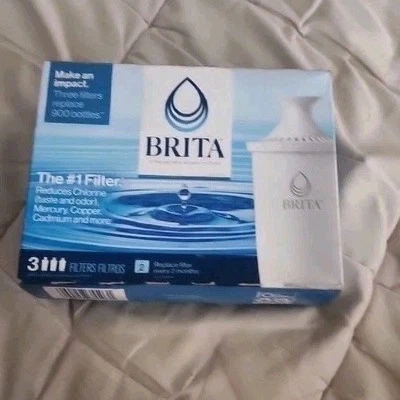 Make an
impact.
Three filters
replace
900 bottles.
BRITA
The #1 Filter.
Reduces Chlorine
(taste and odor),
Mercury, Copper,
Cadmium and more.
BRITA
3 FILTERS FILTROS
2 Replace filter
every 2 months